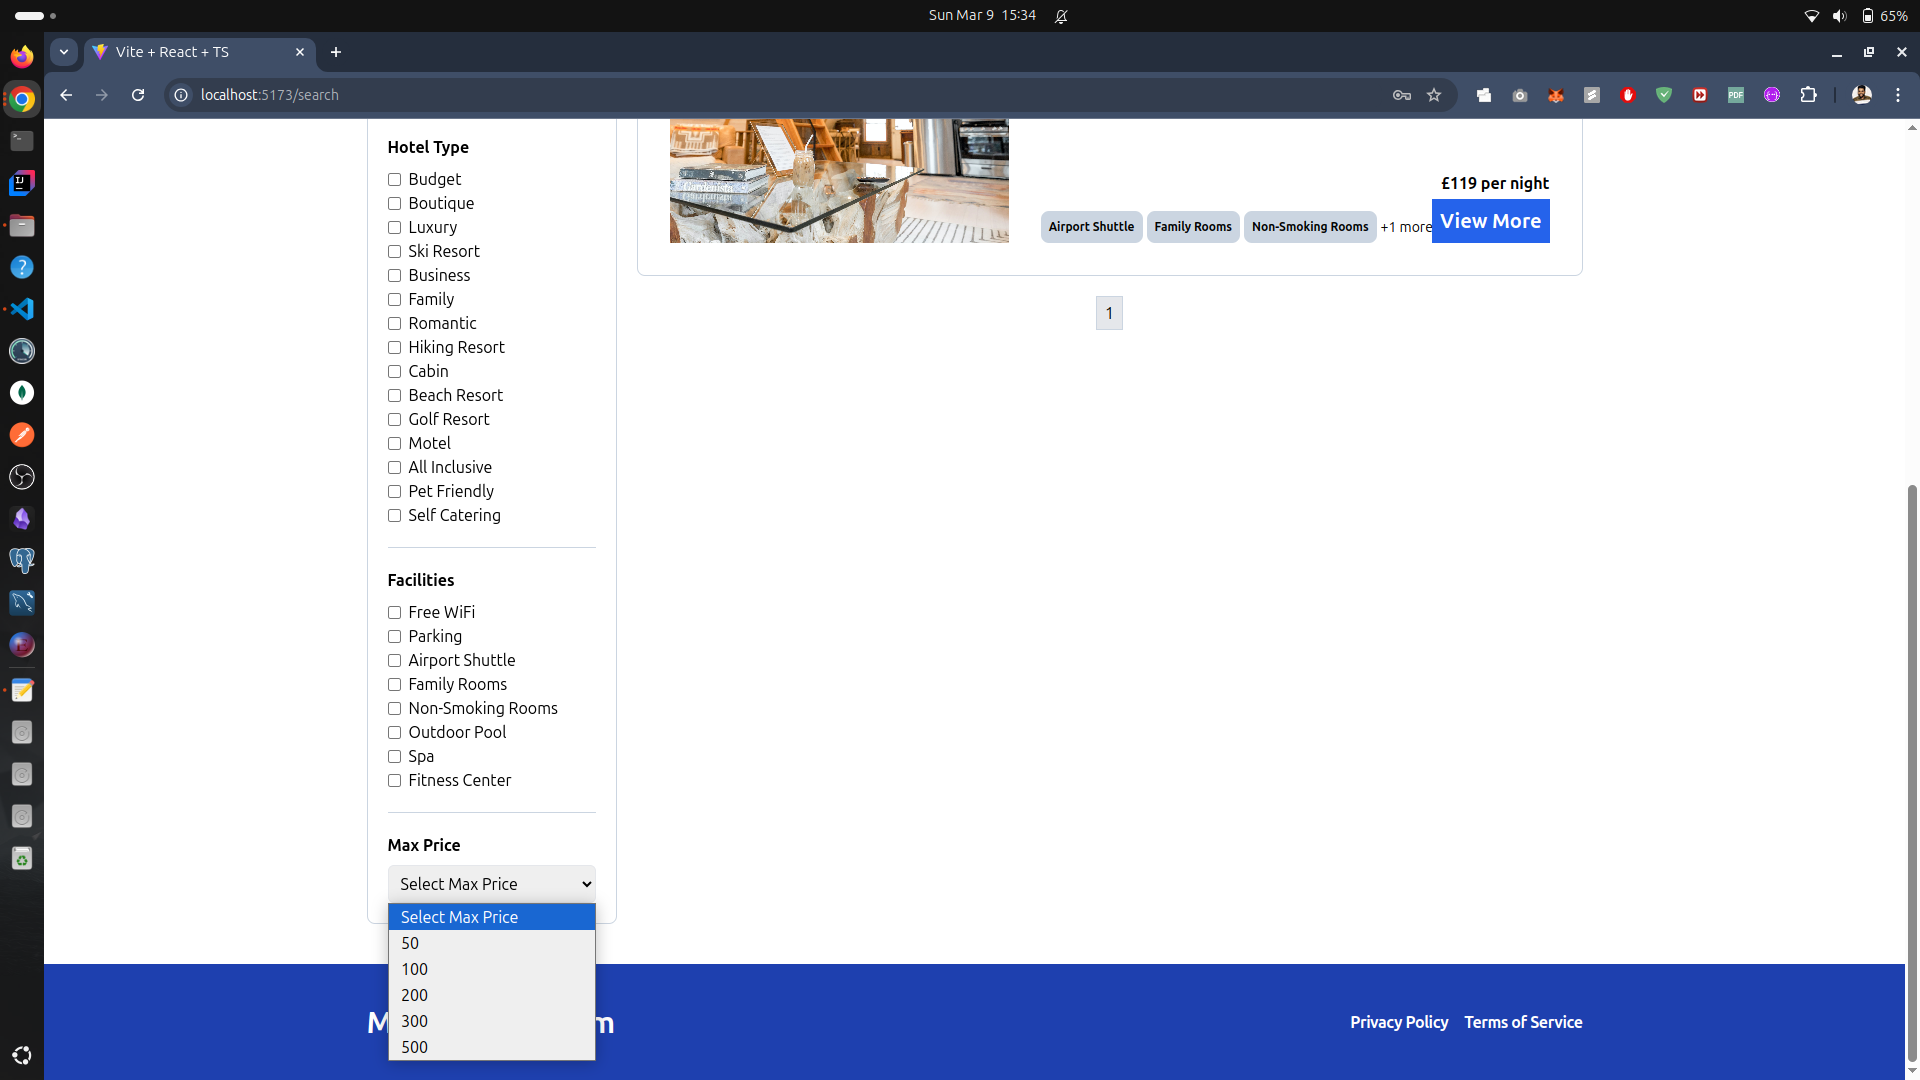 Sun Mar 9 15:34
65%
Vite + React + TS
localhost:5173/search
Hotel Type
Budget
Boutique
Luxury
Ski Resort
Business
Family
Romantic
Hiking Resort
Cabin
Beach Resort
Golf Resort
Motel
All Inclusive
Pet Friendly
Self Catering
Facilities
Free WiFi
Parking
Airport Shuttle
Family Rooms
Non-Smoking Rooms
Outdoor Pool
Spa
Fitness Center
Max Price
Select Max Price
Select Max Price
50
100
200
300
500
£119 per night
Airport Shuttle Family Rooms Non-Smoking Rooms +1 more
View More
1
M
m
Privacy Policy Terms of Service
PDF
IJ